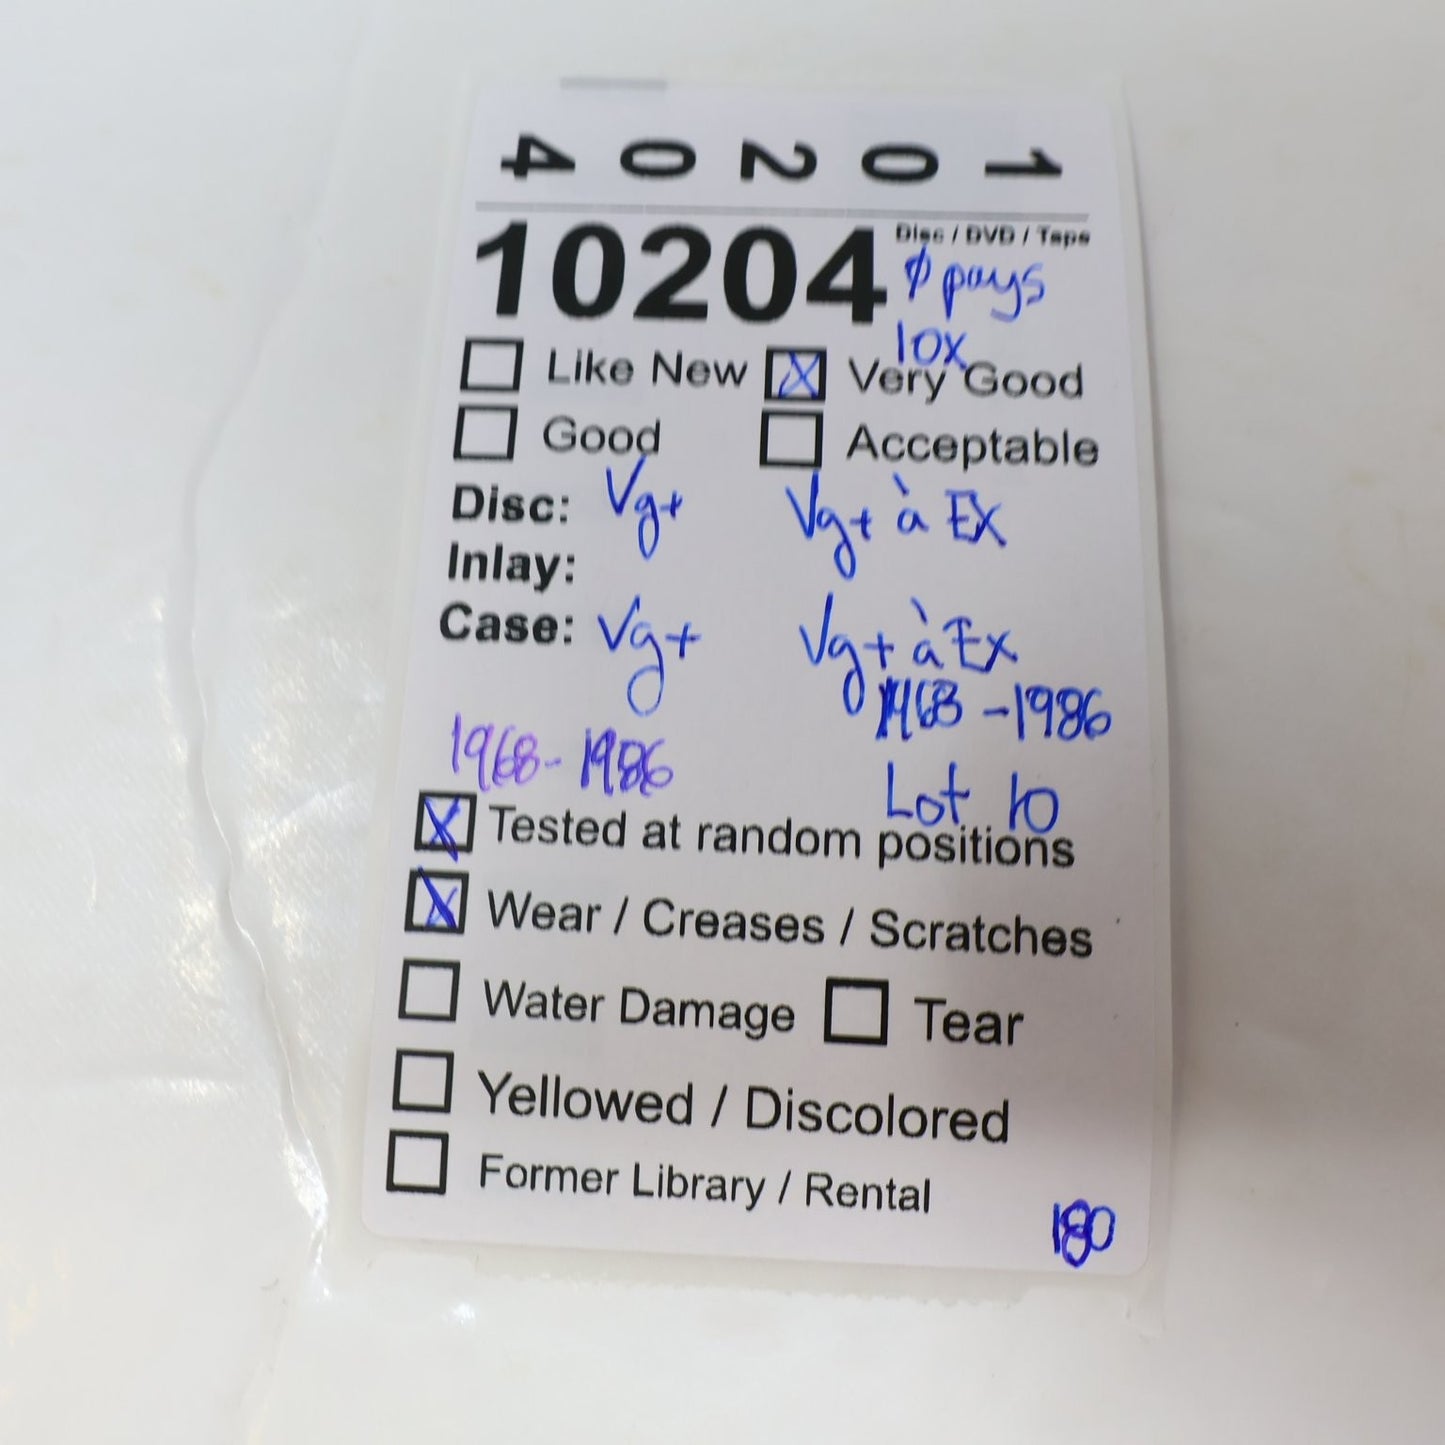 10204
10204 Disc / DVD / Tape
ϕ pays
10x
Like New Very Good
Good Acceptable
Disc: Vg+ Vg+ à EX
Inlay:
Case: Vg+ Vg+ à Ex
1968-1986
1968-1986
Lot 10
Tested at random positions
Wear / Creases / Scratches
Water Damage Tear
Yellowed / Discolored
Former Library / Rental
180